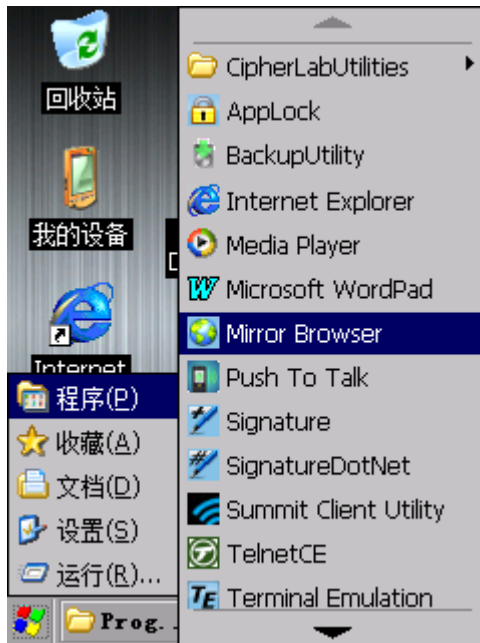 回收站
我的设备
Internet
程序(P)
收藏(A)
文档(D)
设置(S)
运行(R)...
Prog..
CipherLabUtilities
AppLock
BackupUtility
Internet Explorer
Media Player
Microsoft WordPad
Mirror Browser
Push To Talk
Signature
SignatureDotNet
Summit Client Utility
TelnetCE
Terminal Emulation